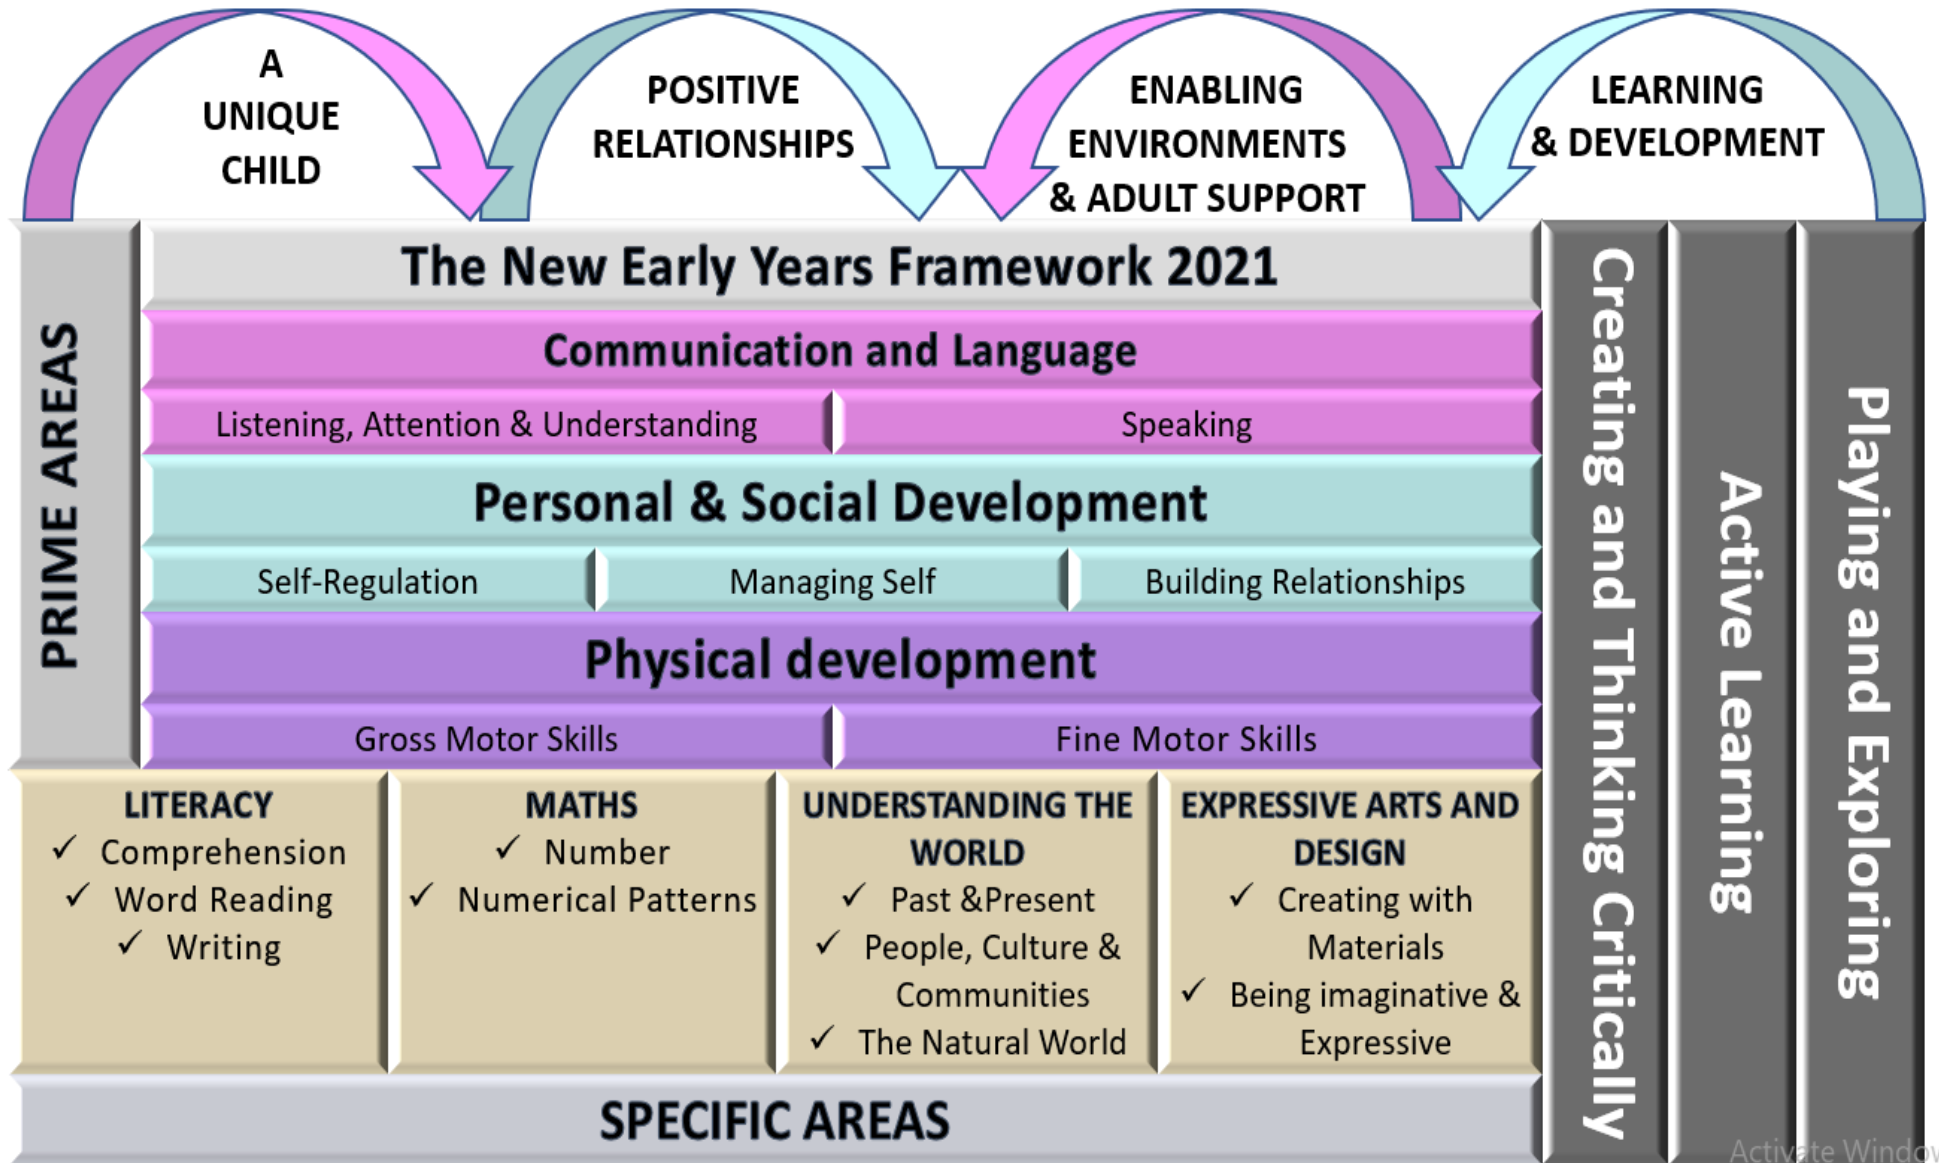 A
UNIQUE
CHILD
POSITIVE
RELATIONSHIPS
ENABLING
ENVIRONMENTS
& ADULT SUPPORT
LEARNING
& DEVELOPMENT
PRIME AREAS
The New Early Years Framework 2021
Communication and Language
Listening, Attention & Understanding
Speaking
Personal & Social Development
Self-Regulation
Managing Self
Building Relationships
Physical development
Gross Motor Skills
Fine Motor Skills
LITERACY
✓ Comprehension
✓ Word Reading
✓ Writing
MATHS
✓ Number
✓ Numerical Patterns
UNDERSTANDING THE
WORLD
✓ Past &Present
✓ People, Culture &
Communities
✓ The Natural World
EXPRESSIVE ARTS AND
DESIGN
✓ Creating with
Materials
✓ Being imaginative &
Expressive
SPECIFIC AREAS
Creating and Thinking Critically
Active Learning
Playing and Exploring
Activate Window